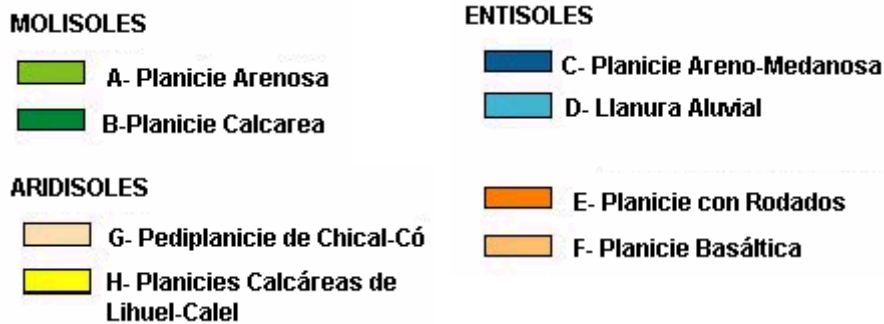 MOLISOLES
A- Planicie Arenosa
B-Planicie Calcarea
ENTISOLES
C- Planicie Areno-Medanosa
D- Llanura Aluvial
ARIDISOLES
G- Pediplanicie de Chical-Có
H- Planicies Calcáreas de
Lihuel-Calel
E- Planicie con Rodados
F- Planicie Basáltica